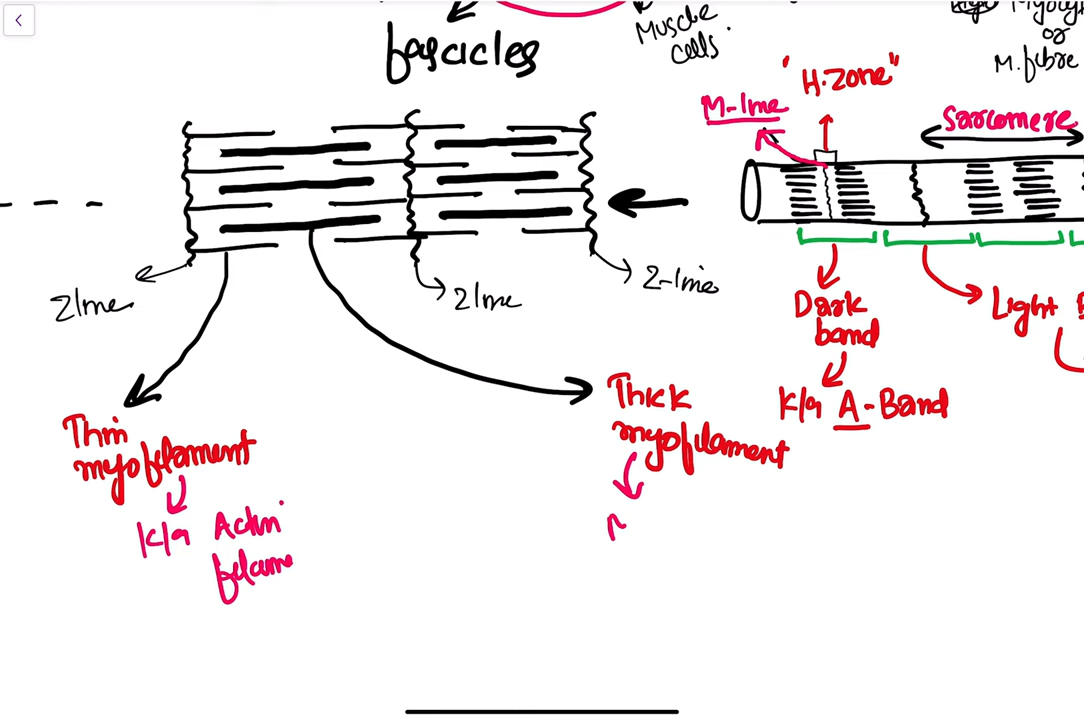 fascicles
Muscle
cells.
Myocyte
or
M.fibre
"H-Zone"
M-line
Sarcomere
Z line
Z line
Z-line
Dark
band
Light
K/a A-Band
Thick
myofilament
Thin
myofilament
K/a Actin
filame